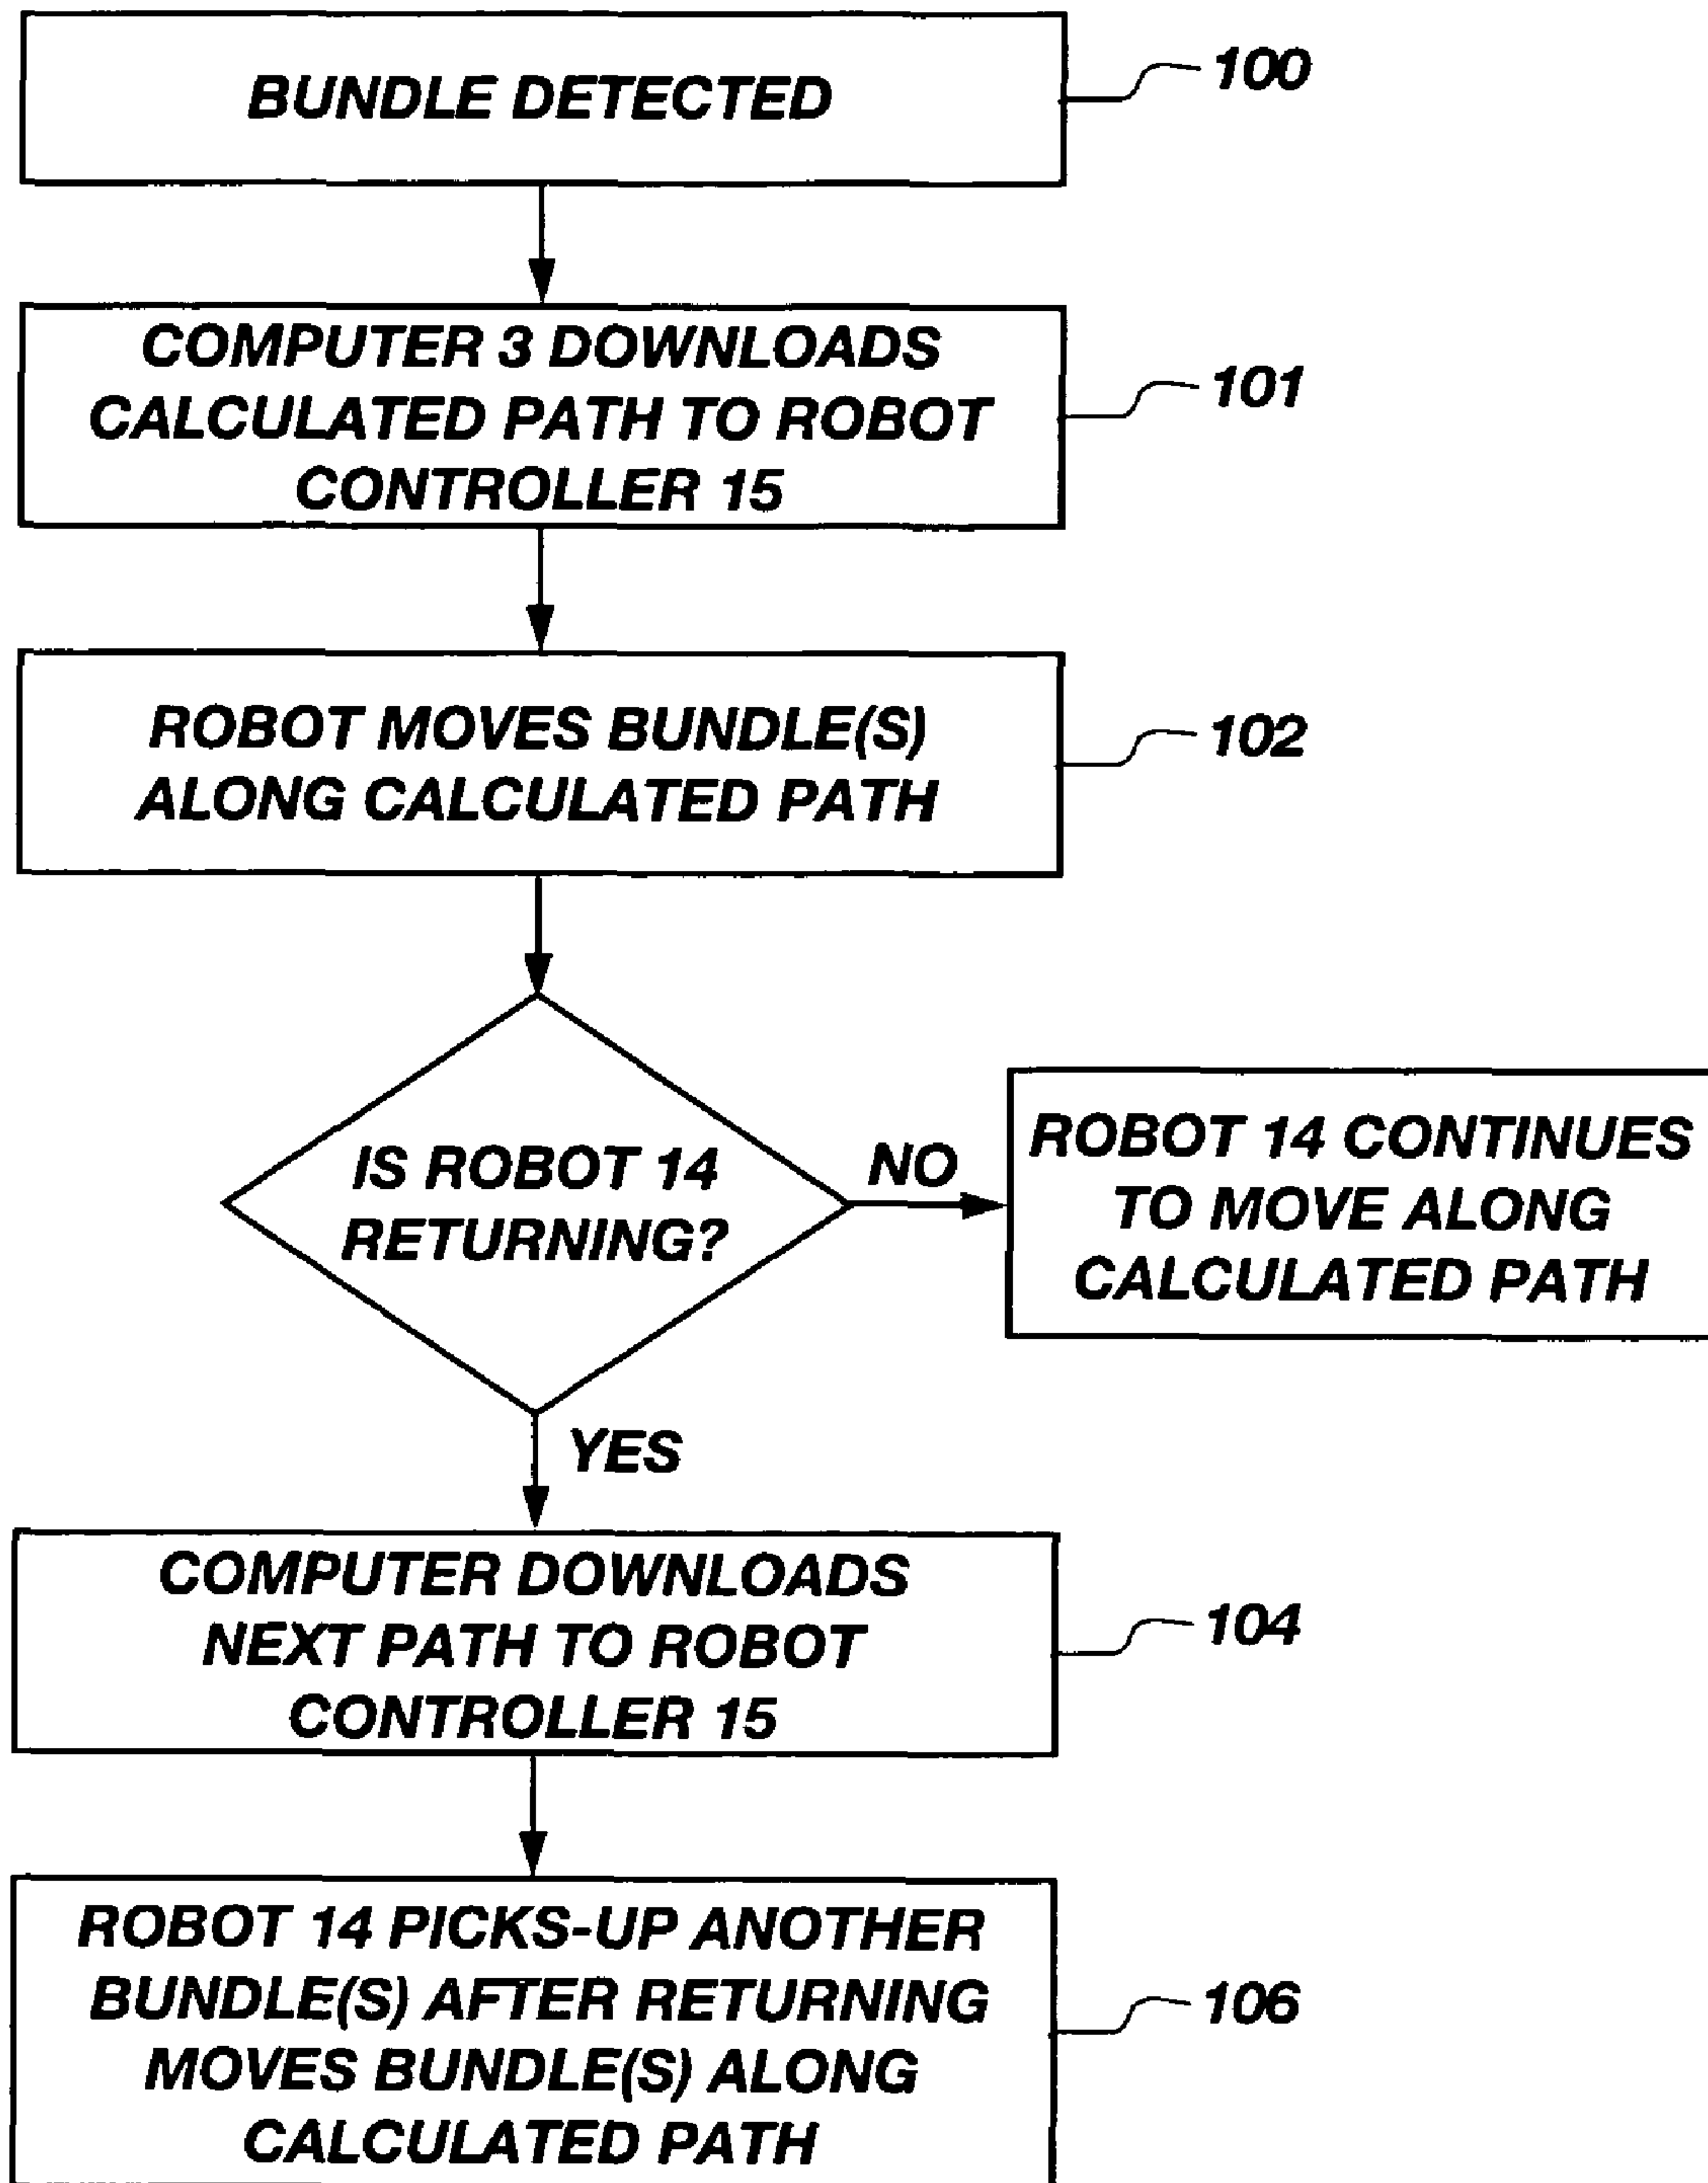 BUNDLE DETECTED
100
COMPUTER 3 DOWNLOADS
CALCULATED PATH TO ROBOT
CONTROLLER 15
101
ROBOT MOVES BUNDLE(S)
ALONG CALCULATED PATH
102
IS ROBOT 14
RETURNING?
NO
ROBOT 14 CONTINUES
TO MOVE ALONG
CALCULATED PATH
YES
COMPUTER DOWNLOADS
NEXT PATH TO ROBOT
CONTROLLER 15
104
ROBOT 14 PICKS-UP ANOTHER
BUNDLE(S) AFTER RETURNING
MOVES BUNDLE(S) ALONG
CALCULATED PATH
106